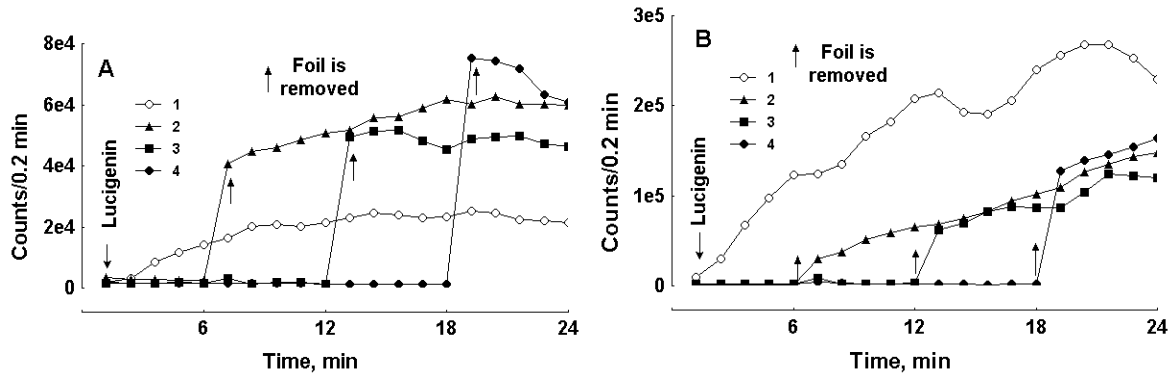 A
Foil is
removed
1
2
3
4
Lucigenin
Counts/0.2 min
8e4
6e4
4e4
2e4
0
6
12
18
24
Time, min
B
Foil is
removed
1
2
3
4
Lucigenin
Counts/0.2 min
3e5
2e5
1e5
0
6
12
18
24
Time, min